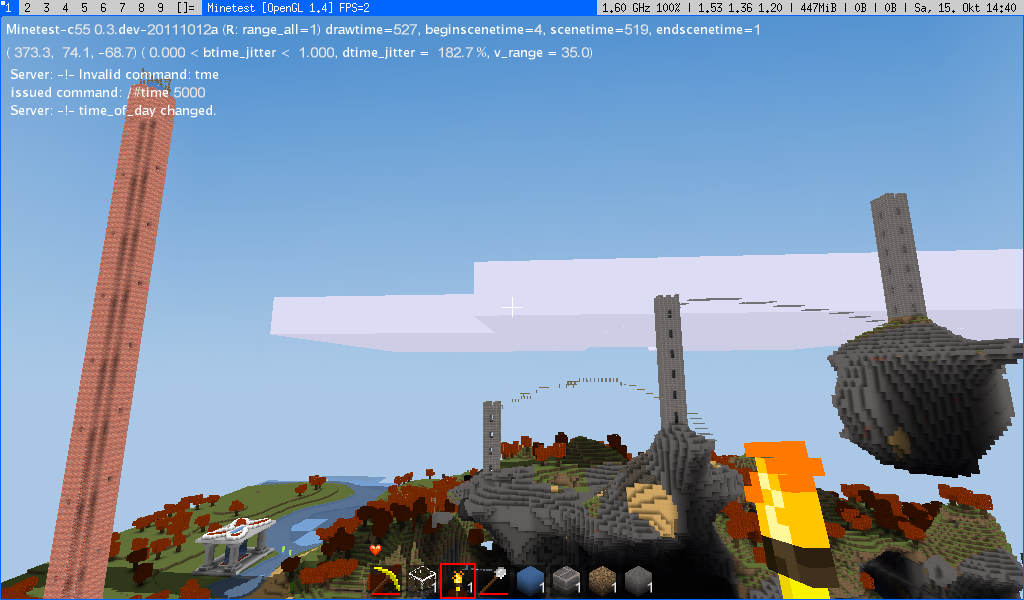 1 2 3 4 5 6 7 8 9 []= Minetest [OpenGL 1.4] FPS=2 1.60 GHz 100% | 1.53 1.36 1.20 | 447MiB | 0B | 0B | Sa, 15. Okt 14:40
Minetest-c55 0.3.dev-20111012a (R: range_all=1) drawtime=527, beginscenetime=4, scenetime=519, endscenetime=1
( 373.3, 74.1, -68.7) ( 0.000 < btime_jitter < 1.000, dtime_jitter = 182.7 %, v_range = 35.0)
Server: -!- Invalid command: tme
issued command: /#time 5000
Server: -!- time_of_day changed.
1 1 1 1 1 1